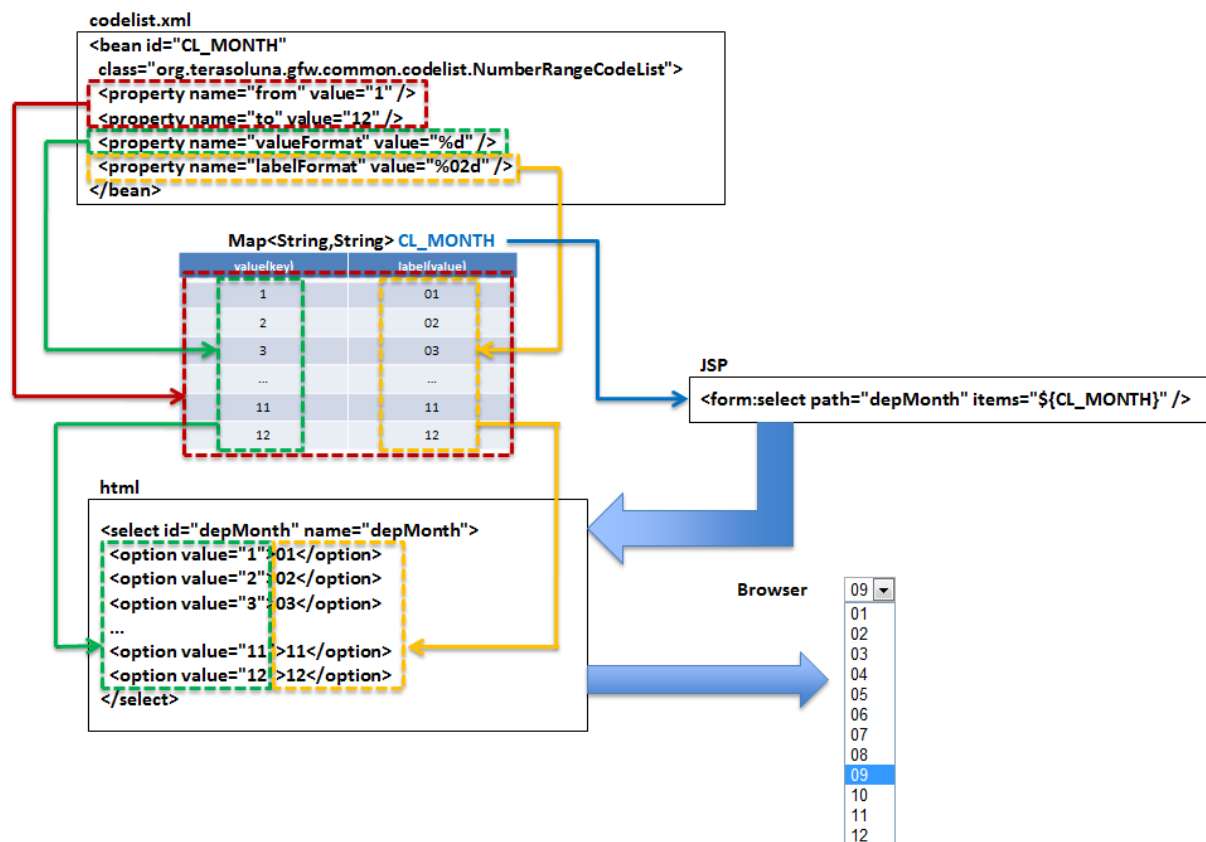 codelist.xml
<bean id="CL_MONTH"
class="org.terasoluna.gfw.common.codelist.NumberRangeCodeList">
<property name="from" value="1" />
<property name="to" value="12" />
<property name="valueFormat" value="%d" />
<property name="labelFormat" value="%02d" />
</bean>
Map<String,String> CL_MONTH
value(key) label(value)
1 01
2 02
3 03
... ...
11 11
12 12
JSP
<form:select path="depMonth" items="${CL_MONTH}" />
html
<select id="depMonth" name="depMonth">
<option value="1">01</option>
<option value="2">02</option>
<option value="3">03</option>
...
<option value="11">11</option>
<option value="12">12</option>
</select>
Browser
09
01
02
03
04
05
06
07
08
09
10
11
12